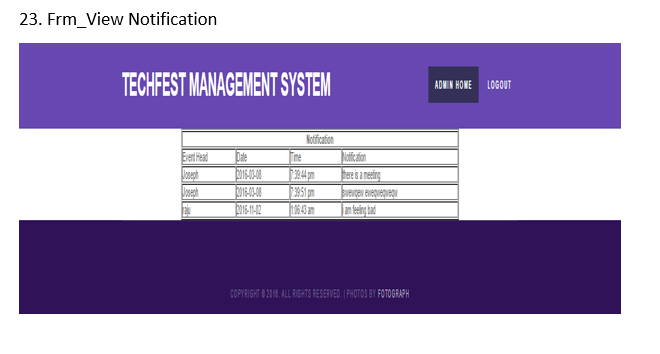 23. Frm_View Notification
TECHFEST MANAGEMENT SYSTEM
ADMIN HOME LOGOUT
Notification
Event Head Date Time Notification
Joseph 2016-03-08 7:39:44 pm there is a meeting
Joseph 2016-03-08 7:39:51 pm
raju 2016-11-02 1:06:43 am i am feeling bad
COPYRIGHT © 2016. ALL RIGHTS RESERVED. | PHOTOS BY FOTOGRAPH